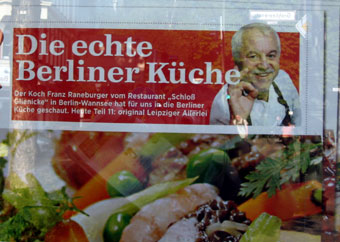 Die echte
Berliner Küche
Der Koch Franz Raneburger vom Restaurant „Schloß
Glienicke" in Berlin-Wannsee hat für uns in die Berliner
Küche geschaut. Heute Teil 11: original Leipziger Allerlei